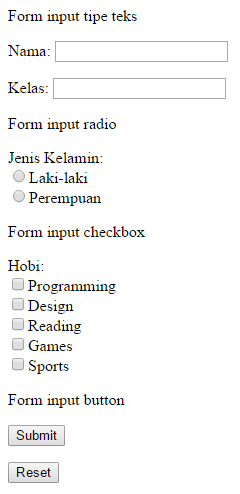 Form input tipe teks
Nama:
Kelas:
Form input radio
Jenis Kelamin:
Laki-laki
Perempuan
Form input checkbox
Hobi:
Programming
Design
Reading
Games
Sports
Form input button
Submit
Reset